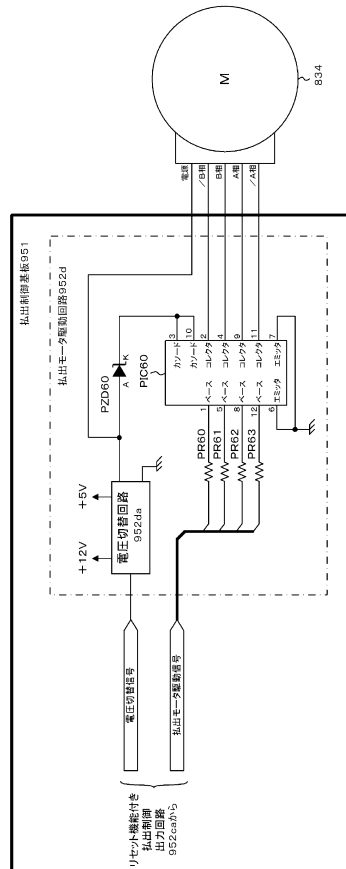 払出制御基板951
払出モータ駆動回路952d
+12V
+5V
電圧切替回路
952da
PZD60
A
K
PIC60
3
カソード
10
カソード
1
ベース
コレクタ
2
5
ベース
コレクタ
4
8
ベース
コレクタ
9
12
ベース
コレクタ
11
6
エミッタ
エミッタ
7
PR60
PR61
PR62
PR63
電源
/B相
B相
A相
/A相
M
834
電圧切替信号
払出モータ駆動信号
リセット機能付き
払出制御
出力回路
952caから